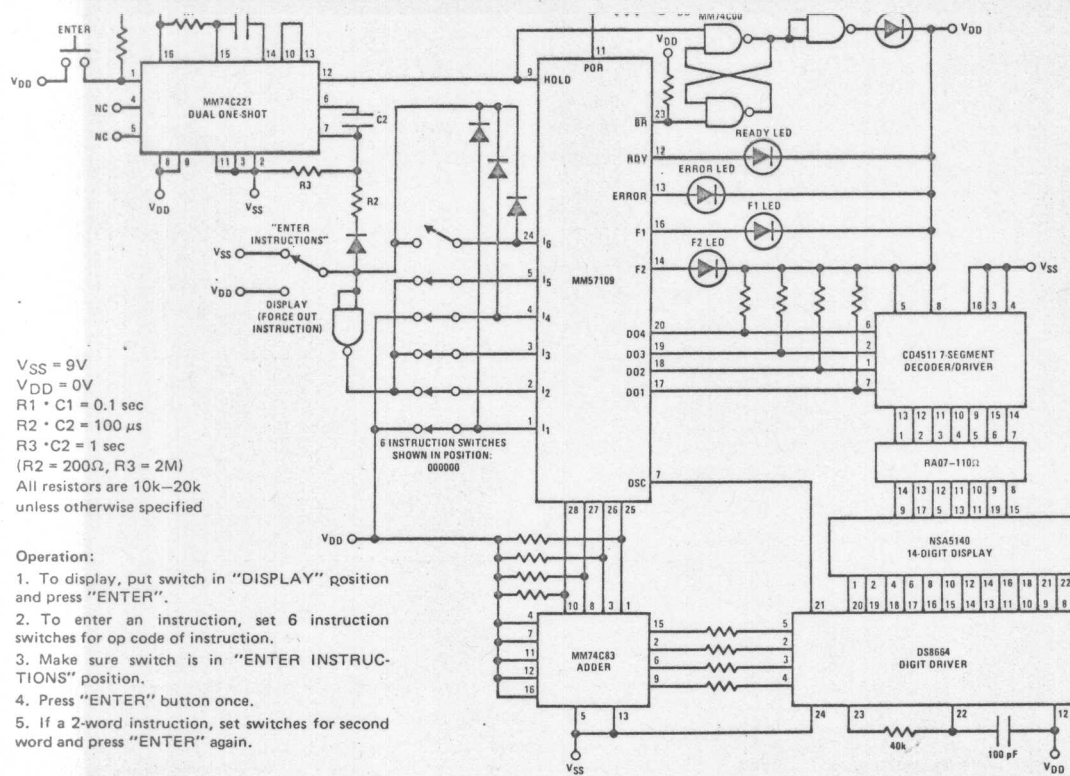 ENTER
VDD
1
16
15
14
10
13
12
MM74C221
DUAL ONE-SHOT
NC
4
NC
5
6
7
C2
8
9
11
3
2
VDD
VSS
R3
R2
"ENTER
INSTRUCTIONS"
VSS
VDD
DISPLAY
(FORCE OUT
INSTRUCTION)
6 INSTRUCTION SWITCHES
SHOWN IN POSITION:
000000
11
POR
9
HOLD
MM57109
24
I6
5
I5
4
I4
3
I3
2
I2
1
I1
MM74C00
VDD
VDD
23
BR
READY LED
RDY
12
ERROR LED
ERROR
13
F1 LED
F1
16
F2 LED
F2
14
DO4
20
DO3
19
DO2
18
DO1
17
OSC
7
28
27
26
25
VSS
5
8
16
3
4
6
2
1
7
CD4511 7-SEGMENT
DECODER/DRIVER
13 12 11 10 9 15 14
1 2 3 4 5 6 7
RA07-110Ω
14 13 12 11 10 9 8
9 17 5 13 11 19 15
NSA5140
14-DIGIT DISPLAY
1 2 4 6 8 10 12 14 16 18 21 22
20 19 18 17 16 15 14 13 11 10 9 8
VSS = 9V
VDD = 0V
R1 * C1 = 0.1 sec
R2 * C2 = 100 μs
R3 *C2 = 1 sec
(R2 = 200Ω, R3 = 2M)
All resistors are 10k–20k
unless otherwise specified
VDD
10
8
3
1
4
7
11
12
16
MM74C83
ADDER
15
2
6
9
5
13
VSS
21
5
2
3
4
DS8664
DIGIT DRIVER
24
23
22
12
40k
100 pF
VDD
Operation:
1. To display, put switch in "DISPLAY" position
and press "ENTER".
2. To enter an instruction, set 6 instruction
switches for op code of instruction.
3. Make sure switch is in "ENTER INSTRUC-
TIONS" position.
4. Press "ENTER" button once.
5. If a 2-word instruction, set switches for second
word and press "ENTER" again.